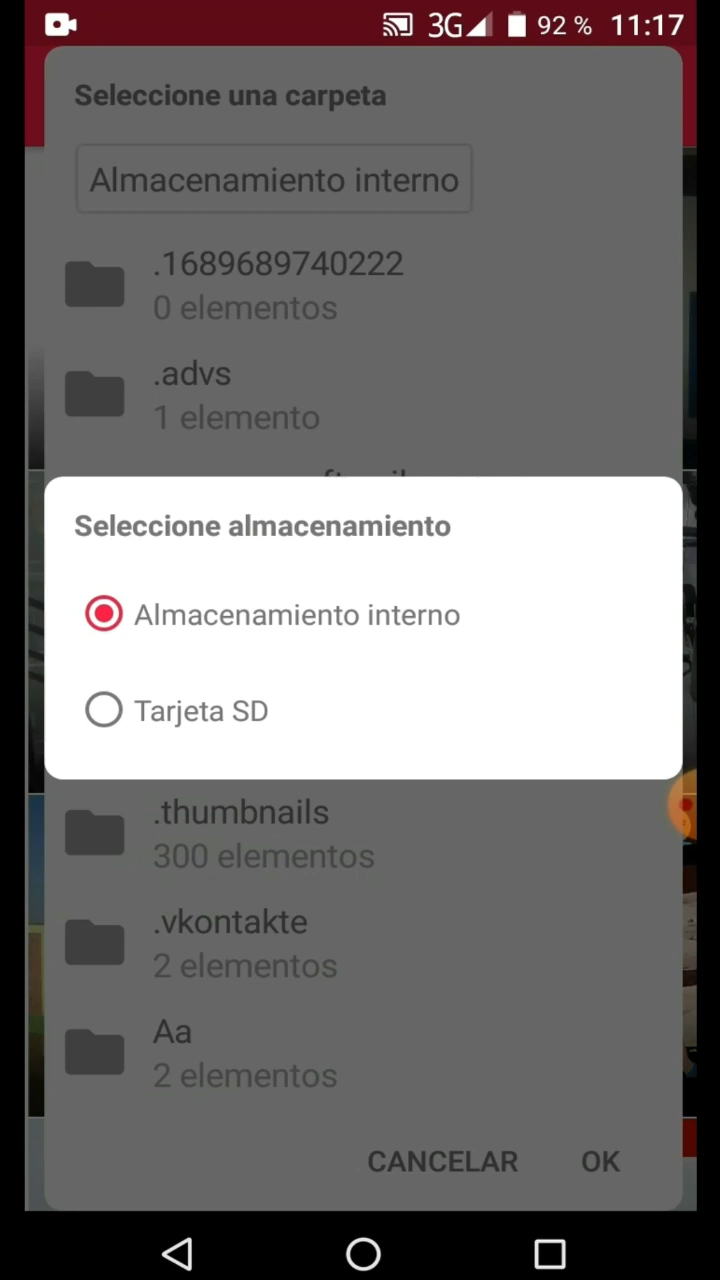 3G 92 % 11:17
Seleccione una carpeta
Almacenamiento interno
.1689689740222
0 elementos
.advs
1 elemento
Seleccione almacenamiento
Almacenamiento interno
Tarjeta SD
.thumbnails
300 elementos
.vkontakte
2 elementos
Aa
2 elementos
CANCELAR OK